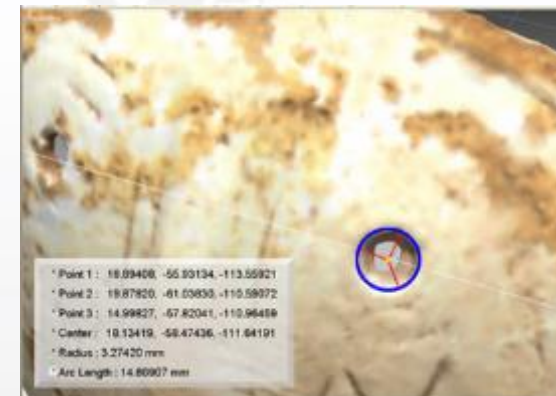 * Point 1 : 18.89408, -55.93134, -113.55921
* Point 2 : 19.87820, -61.03830, -110.59072
* Point 3 : 14.99827, -57.82041, -110.96459
* Center : 18.13419, -58.47436, -111.64191
* Radius : 3.27420 mm
* Arc Length : 14.80907 mm